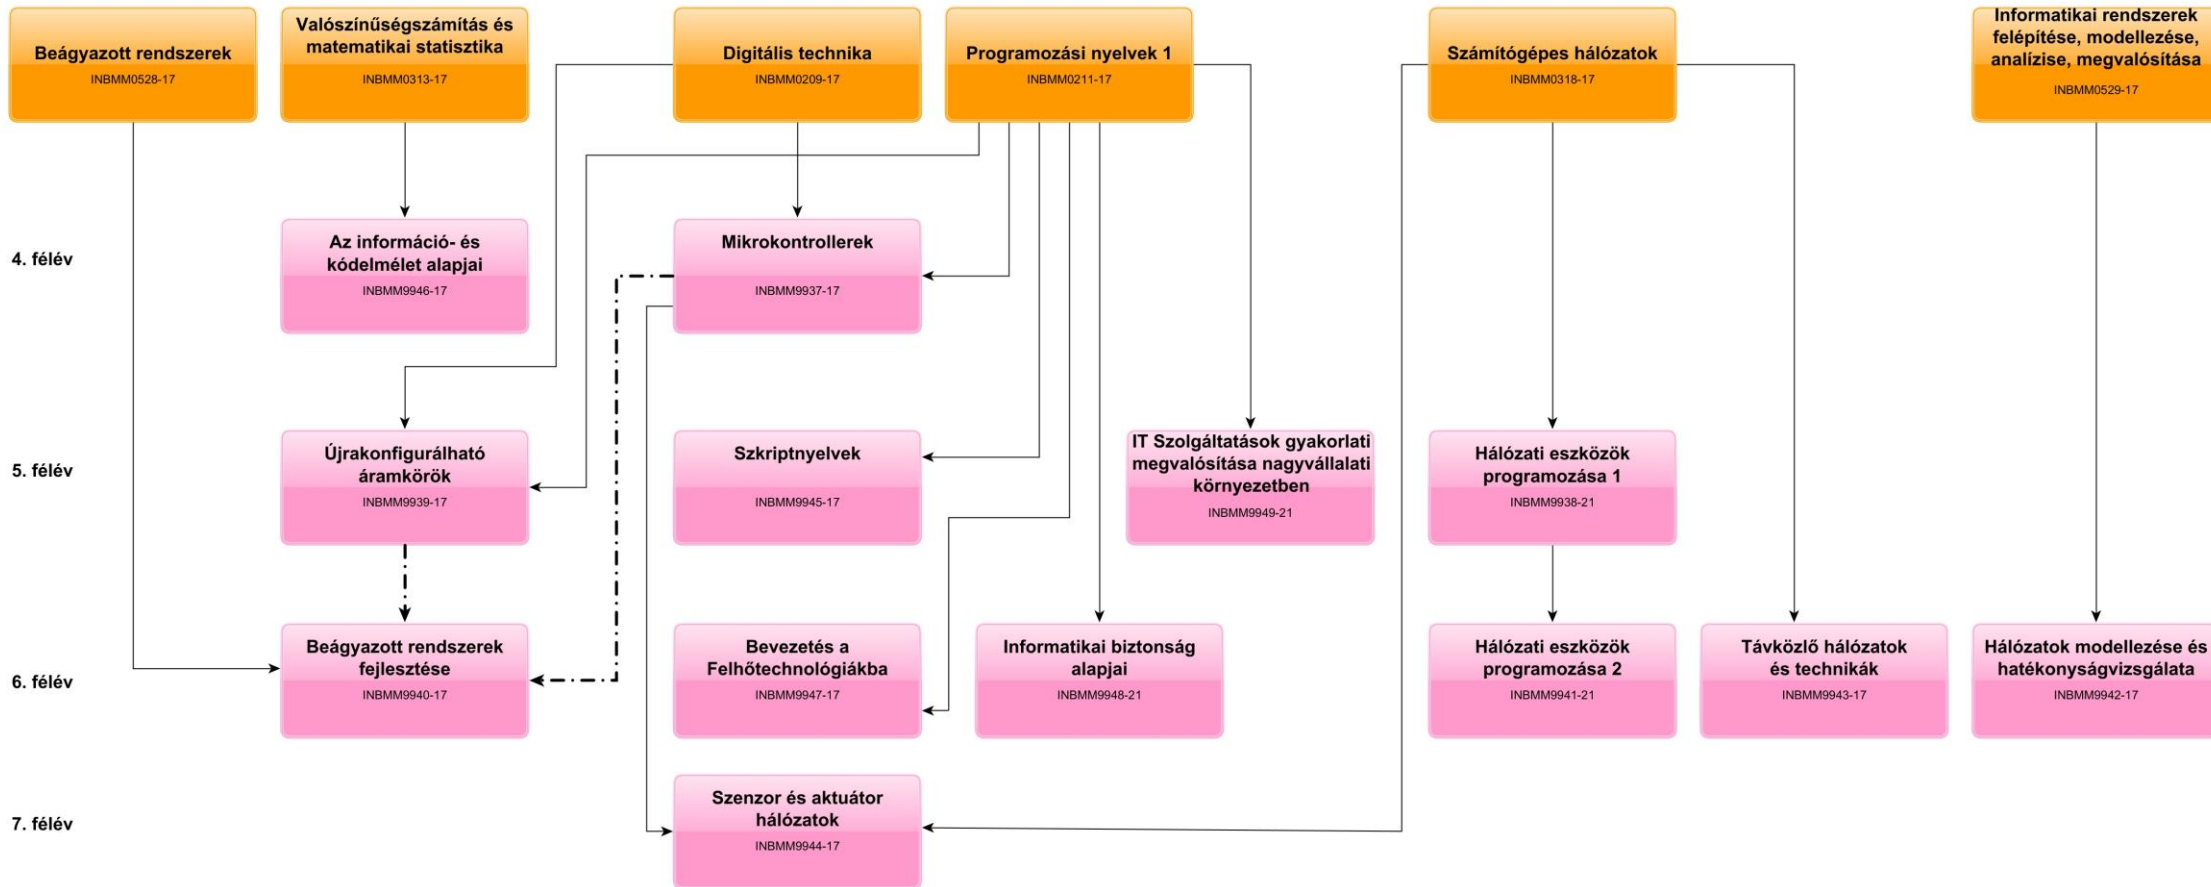 Beágyazott rendszerek
INBMM0528-17
Valószínűségszámítás és
matematikai statisztika
INBMM0313-17
Digitális technika
INBMM0209-17
Programozási nyelvek 1
INBMM0211-17
Számítógépes hálózatok
INBMM0318-17
Informatikai rendszerek
felépítése, modellezése,
analízise, megvalósítása
INBMM0529-17
4. félév
Az információ- és
kódelmélet alapjai
INBMM9946-17
Mikrokontrollerek
INBMM9937-17
5. félév
Újrakonfigurálható
áramkörök
INBMM9939-17
Szkriptnyelvek
INBMM9945-17
IT Szolgáltatások gyakorlati
megvalósítása nagyvállalati
környezetben
INBMM9949-21
Hálózati eszközök
programozása 1
INBMM9938-21
6. félév
Beágyazott rendszerek
fejlesztése
INBMM9940-17
Bevezetés a
Felhőtechnológiákba
INBMM9947-17
Informatikai biztonság
alapjai
INBMM9948-21
Hálózati eszközök
programozása 2
INBMM9941-21
Távközlő hálózatok
és technikák
INBMM9943-17
Hálózatok modellezése és
hatékonyságvizsgálata
INBMM9942-17
7. félév
Szenzor és aktuátor
hálózatok
INBMM9944-17